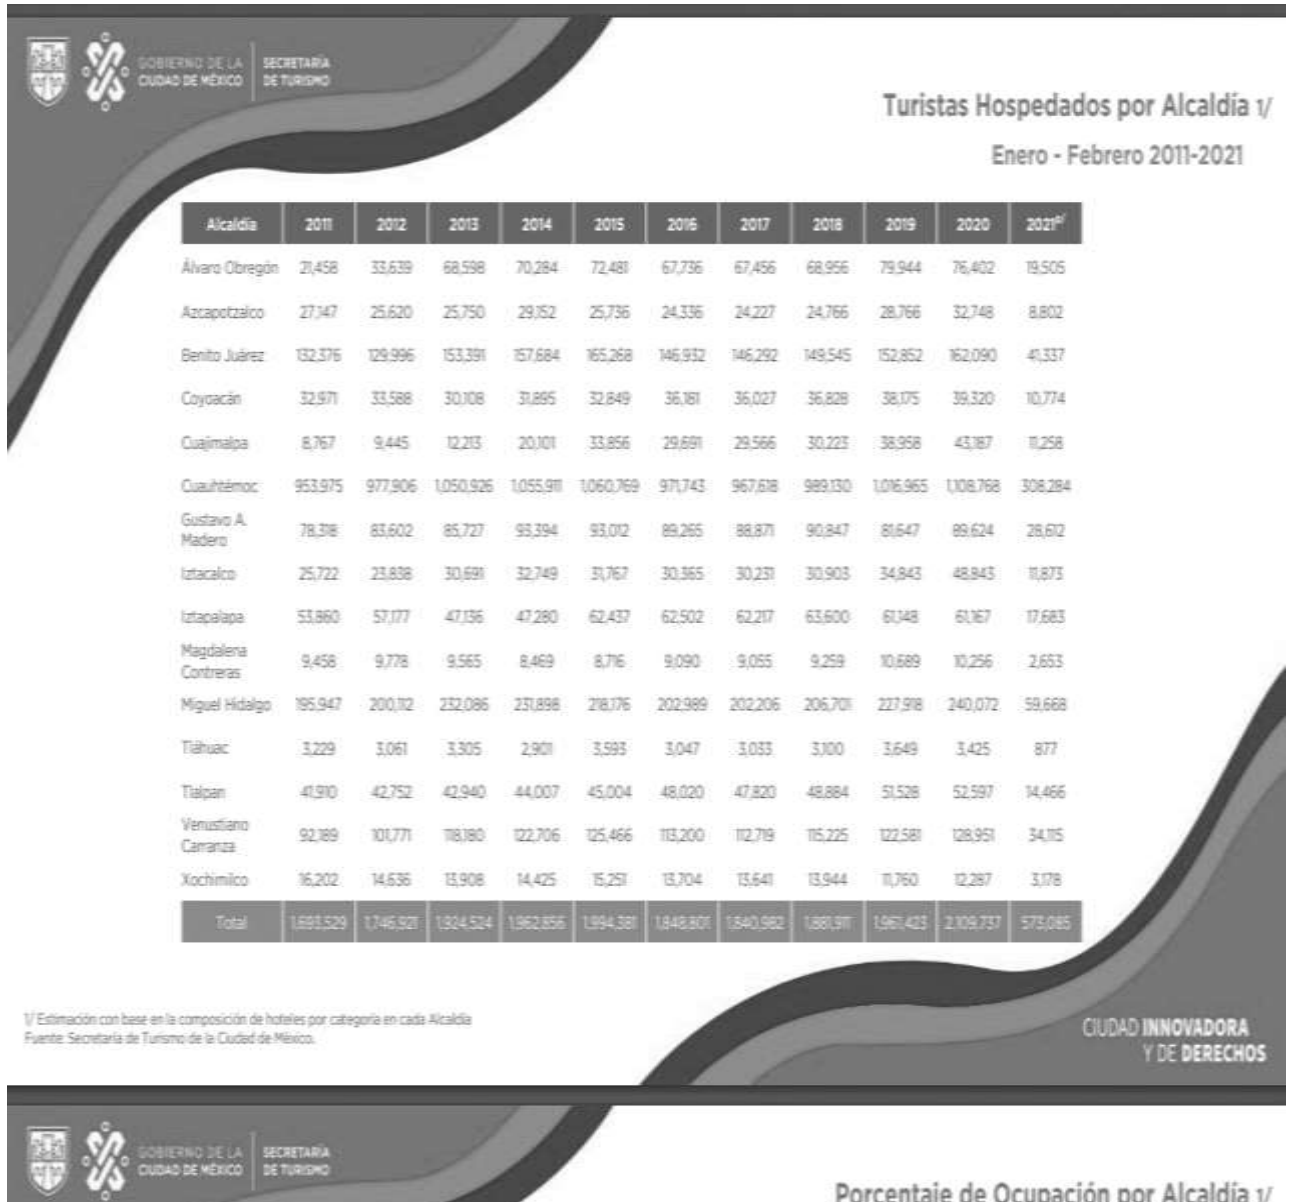 GOBIERNO DE LA
CIUDAD DE MÉXICO
SECRETARÍA
DE TURISMO
Turistas Hospedados por Alcaldía 1/
Enero - Febrero 2011-2021
Alcaldía 2011 2012 2013 2014 2015 2016 2017 2018 2019 2020 2021p/
Álvaro Obregón 21,458 33,639 68,598 70,284 72,481 67,736 67,456 68,956 79,944 76,402 19,505
Azcapotzalco 27,147 25,620 25,750 29,152 25,736 24,336 24,227 24,766 28,766 32,748 8,802
Benito Juárez 132,376 129,996 153,391 157,684 165,268 146,932 146,292 149,545 152,852 162,090 41,337
Coyoacán 32,971 33,588 30,108 31,895 32,849 36,181 36,027 36,828 38,175 39,320 10,774
Cuajimalpa 8,767 9,445 12,213 20,101 33,856 29,691 29,566 30,223 38,958 43,187 11,258
Cuauhtémoc 953,975 977,906 1,050,926 1,055,911 1,060,769 971,743 967,618 989,130 1,016,965 1,108,768 308,284
Gustavo A.
Madero 78,318 83,602 85,727 93,394 93,012 89,265 88,871 90,847 81,647 89,624 28,612
Iztacalco 25,722 23,838 30,691 32,749 31,767 30,365 30,231 30,903 34,843 48,843 11,873
Iztapalapa 53,860 57,177 47,136 47,280 62,437 62,502 62,217 63,600 61,148 61,167 17,683
Magdalena
Contreras 9,458 9,778 9,565 8,469 8,716 9,090 9,055 9,259 10,689 10,256 2,653
Miguel Hidalgo 195,947 200,112 232,086 231,898 218,176 202,989 202,206 206,701 227,918 240,072 59,668
Tláhuac 3,229 3,061 3,305 2,901 3,593 3,047 3,033 3,100 3,649 3,425 877
Tlalpan 41,910 42,752 42,940 44,007 45,004 48,020 47,820 48,884 51,528 52,597 14,466
Venustiano
Carranza 92,189 101,771 118,180 122,706 125,466 113,200 112,719 115,225 122,581 128,951 34,115
Xochimilco 16,202 14,636 13,908 14,425 15,251 13,704 13,641 13,944 11,760 12,287 3,178
Total 1,693,529 1,746,921 1,924,524 1,962,856 1,994,381 1,848,801 1,840,982 1,881,911 1,961,423 2,109,737 573,085
1/ Estimación con base en la composición de hoteles por categoría en cada Alcaldía
Fuente: Secretaría de Turismo de la Ciudad de México.
CIUDAD INNOVADORA
Y DE DERECHOS
GOBIERNO DE LA
CIUDAD DE MÉXICO
SECRETARÍA
DE TURISMO
Porcentaje de Ocupación por Alcaldía 1/